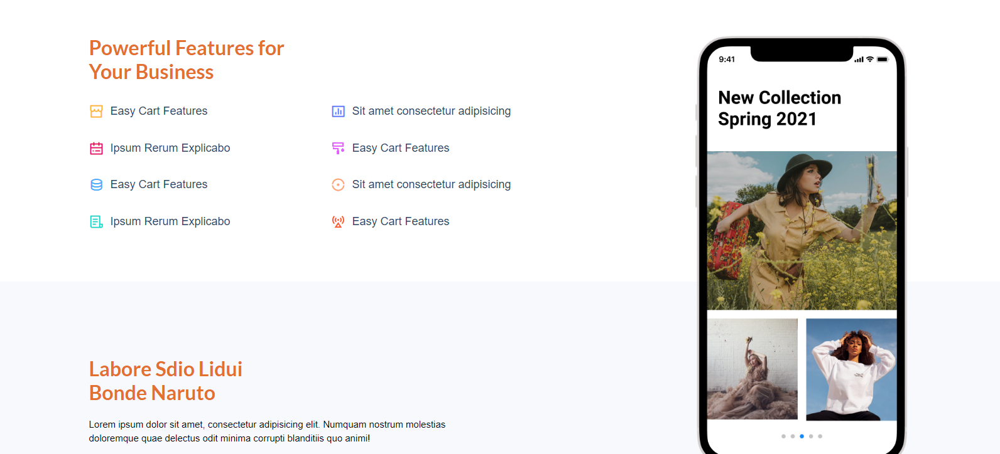 Powerful Features for
Your Business
Easy Cart Features
Sit amet consectetur adipisicing
Ipsum Rerum Explicabo
Easy Cart Features
Easy Cart Features
Sit amet consectetur adipisicing
Ipsum Rerum Explicabo
Easy Cart Features
Labore Sdio Lidui
Bonde Naruto
Lorem ipsum dolor sit amet, consectetur adipisicing elit. Numquam nostrum molestias
doloremque quae delectus odit minima corrupti blanditiis quo animi!
9:41
New Collection
Spring 2021